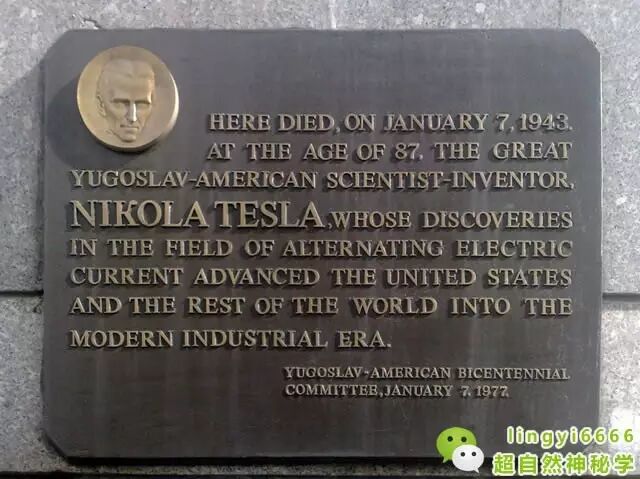 HERE DIED, ON JANUARY 7, 1943.
AT THE AGE OF 87, THE GREAT
YUGOSLAV-AMERICAN SCIENTIST-INVENTOR,
NIKOLA TESLA, WHOSE DISCOVERIES
IN THE FIELD OF ALTERNATING ELECTRIC
CURRENT ADVANCED THE UNITED STATES
AND THE REST OF THE WORLD INTO THE
MODERN INDUSTRIAL ERA.
YUGOSLAV-AMERICAN BICENTENNIAL
COMMITTEE, JANUARY 7, 1977.
lingyi6666
超自然神秘学